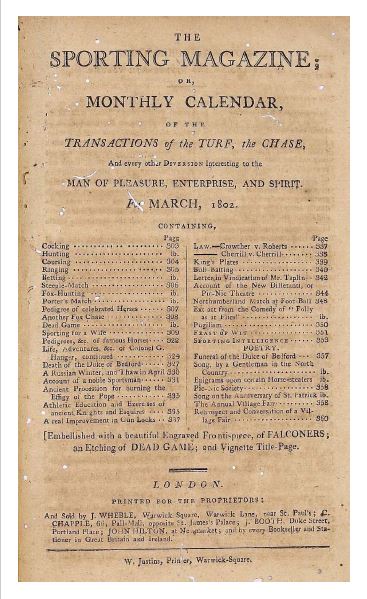 THE
SPORTING MAGAZINE;
OR,
MONTHLY CALENDAR,
OF THE
TRANSACTIONS of the TURF, the CHASE,
And every other DIVERSION Interesting to the
MAN OF PLEASURE, ENTERPRISE, AND SPIRIT.
For MARCH, 1802.
CONTAINING,
Page
Cocking 303
Hunting ib.
Coursing 304
Ringing 305
Betting ib.
Steeple-Match 306
Fox-Hunting ib.
Porter's Match ib.
Pedigree of celebrated Horses 307
Another Fox Chase 308
Dead Game ib.
Sporting for a Wife 309
Pedigrees, &c. of famous Horses 322
Life, Adventures, &c. of Colonel G.
Hanger, continued 324
Death of the Duke of Bedford 327
A Russian Winter, and Thaw in April 330
Account of a noble Sportsman 331
Ancient Procession for burning the
Effigy of the Pope 333
Athletic Education and Exercises of
ancient Knights and Esquires 335
A real Improvement in Gun Locks 337
Page
LAW.—Crowther v. Roberts 337
—— Cherrill v. Cherrill 338
King's Plates 339
Bull Baiting 340
Letter, in Vindication of Mr. Taplin 342
Account of the New Dilettanti, or
Pic-Nic Theatre 344
Northumberland Match at Foot-Ball 346
Extract from the Comedy of "Folly
as it Flies" ib.
Pugilism 350
FEAST OF WIT 351
SPORTING INTELLIGENCE 353
POETRY.
Funeral of the Duke of Bedford 357
Song, by a Gentleman in the North
Country ib.
Epigrams upon certain Horse-stealers ib.
Pic-Nic Society 358
Song on the Anniversary of St. Patrick ib.
The Annual Village Fair 358
Retrospect and Conversation of a Vil-
lage Fair 360
[Embellished with a beautiful Engraved Frontispiece, of FALCONERS;
an Etching of DEAD GAME; and Vignette Title-Page.
LONDON.
PRINTED FOR THE PROPRIETORS:
And Sold by J. WHEBLE, Warwick Square, Warwick Lane, near St. Paul's; C.
CHAPPLE, 66, Pall-Mall, opposite St. James's Palace; J. BOOTH, Duke Street,
Portland Place; JOHN HILTON, at Newmarket; and by every Bookseller and Sta-
tioner in Great Britain and Ireland.
W. Justins, Printer, Warwick-Square.